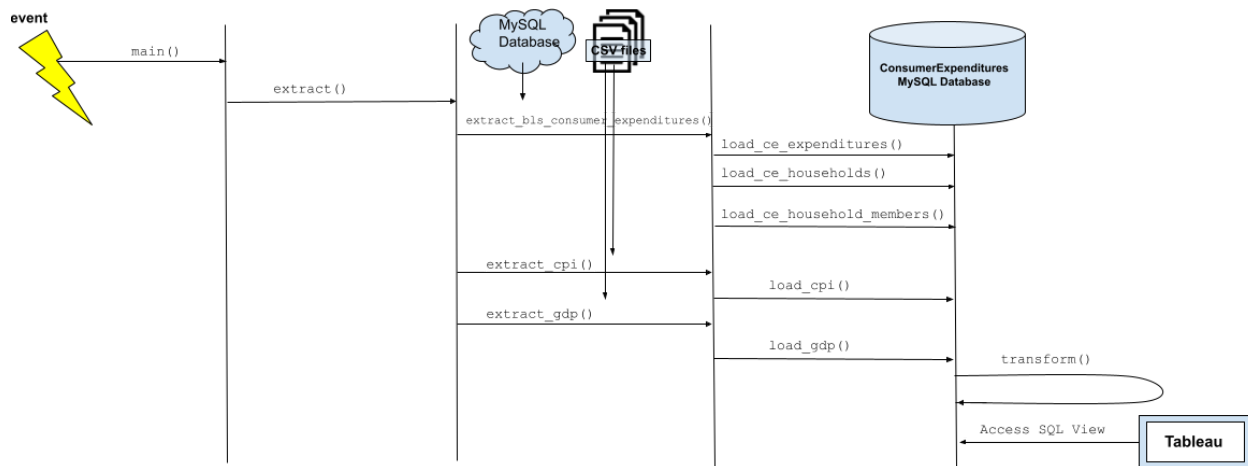 event
MySQL
Database
CSV files
main()
ConsumerExpenditures
MySQL Database
extract()
extract_bls_consumer_expenditures()
load_ce_expenditures()
load_ce_households()
load_ce_household_members()
extract_cpi()
load_cpi()
extract_gdp()
load_gdp()
transform()
Access SQL View
Tableau